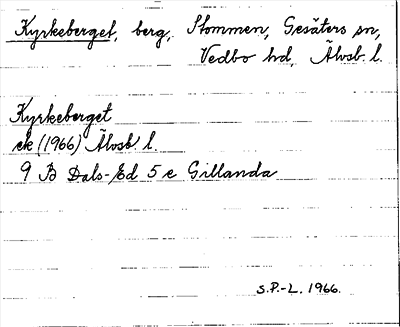 Kyrkeberget, berg, Stommen, Gesäters sn,
Vedbo hd, Älvsb. l.
Kyrkeberget
ek (1966) Älvsb. l.
9 B Dals-Ed 5 e Gillanda
S.P.-L. 1966.